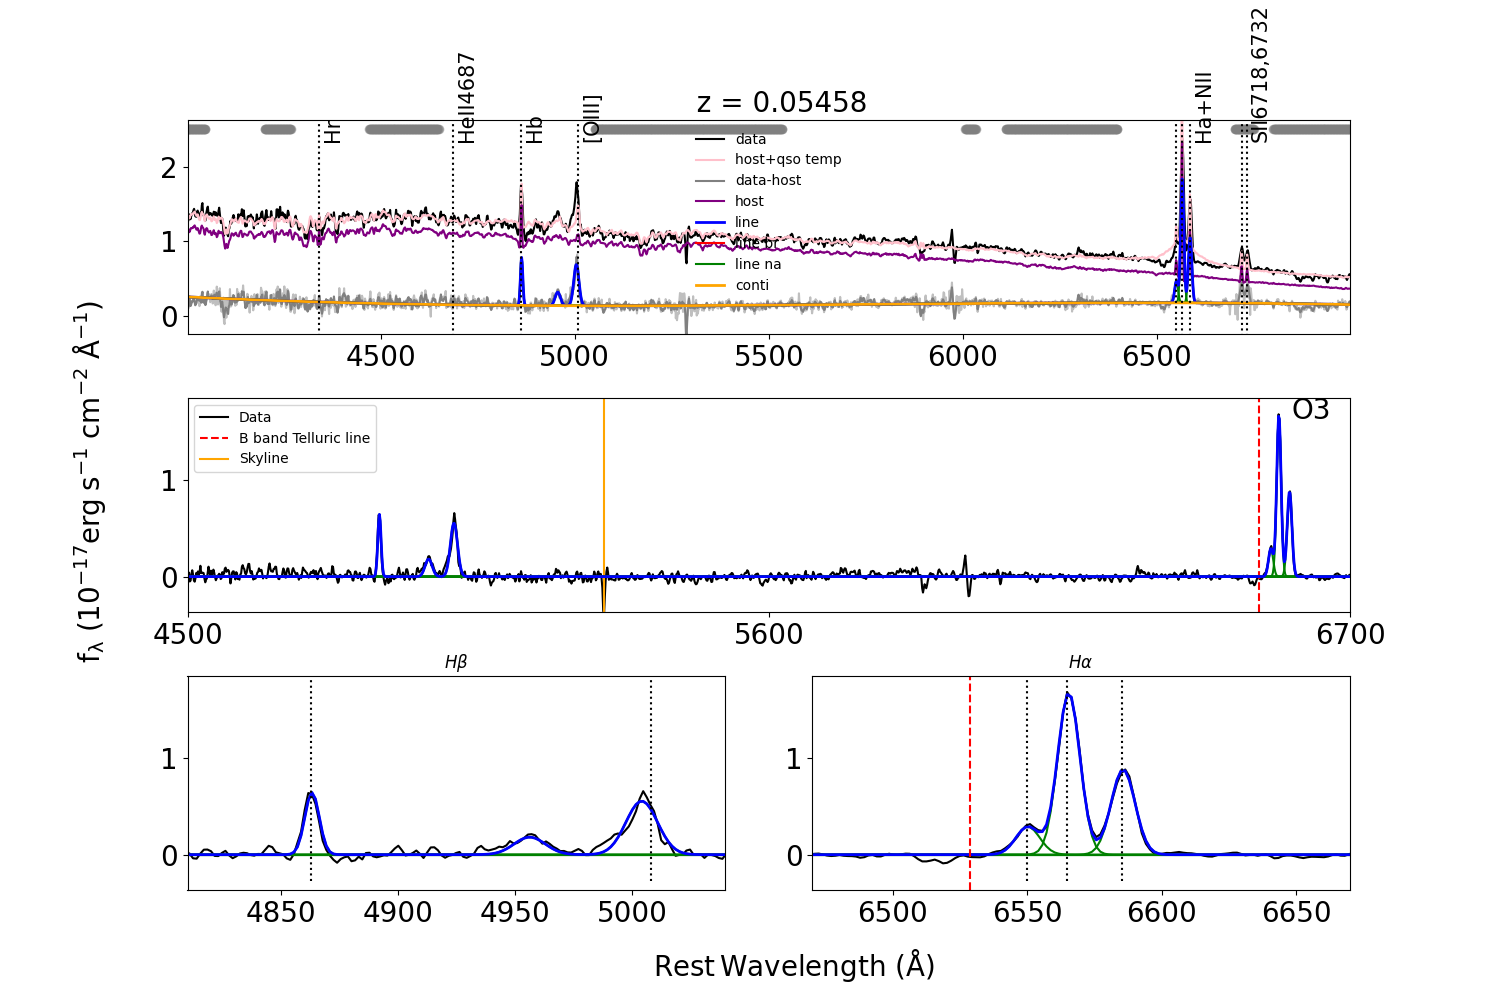 z = 0.05458
Hr
HeII4687
Hb
[OIII]
Ha+NII
SII6718,6732
data
host+qso temp
data-host
host
line
line br
line na
conti
2
1
0
4500 5000 5500 6000 6500
Data
B band Telluric line
Skyline
O3
1
0
4500 5600 6700
fλ (10⁻¹⁷erg s⁻¹ cm⁻² Å⁻¹)
Hβ
1
0
4850 4900 4950 5000
Hα
1
0
6500 6550 6600 6650
Rest Wavelength (Å)